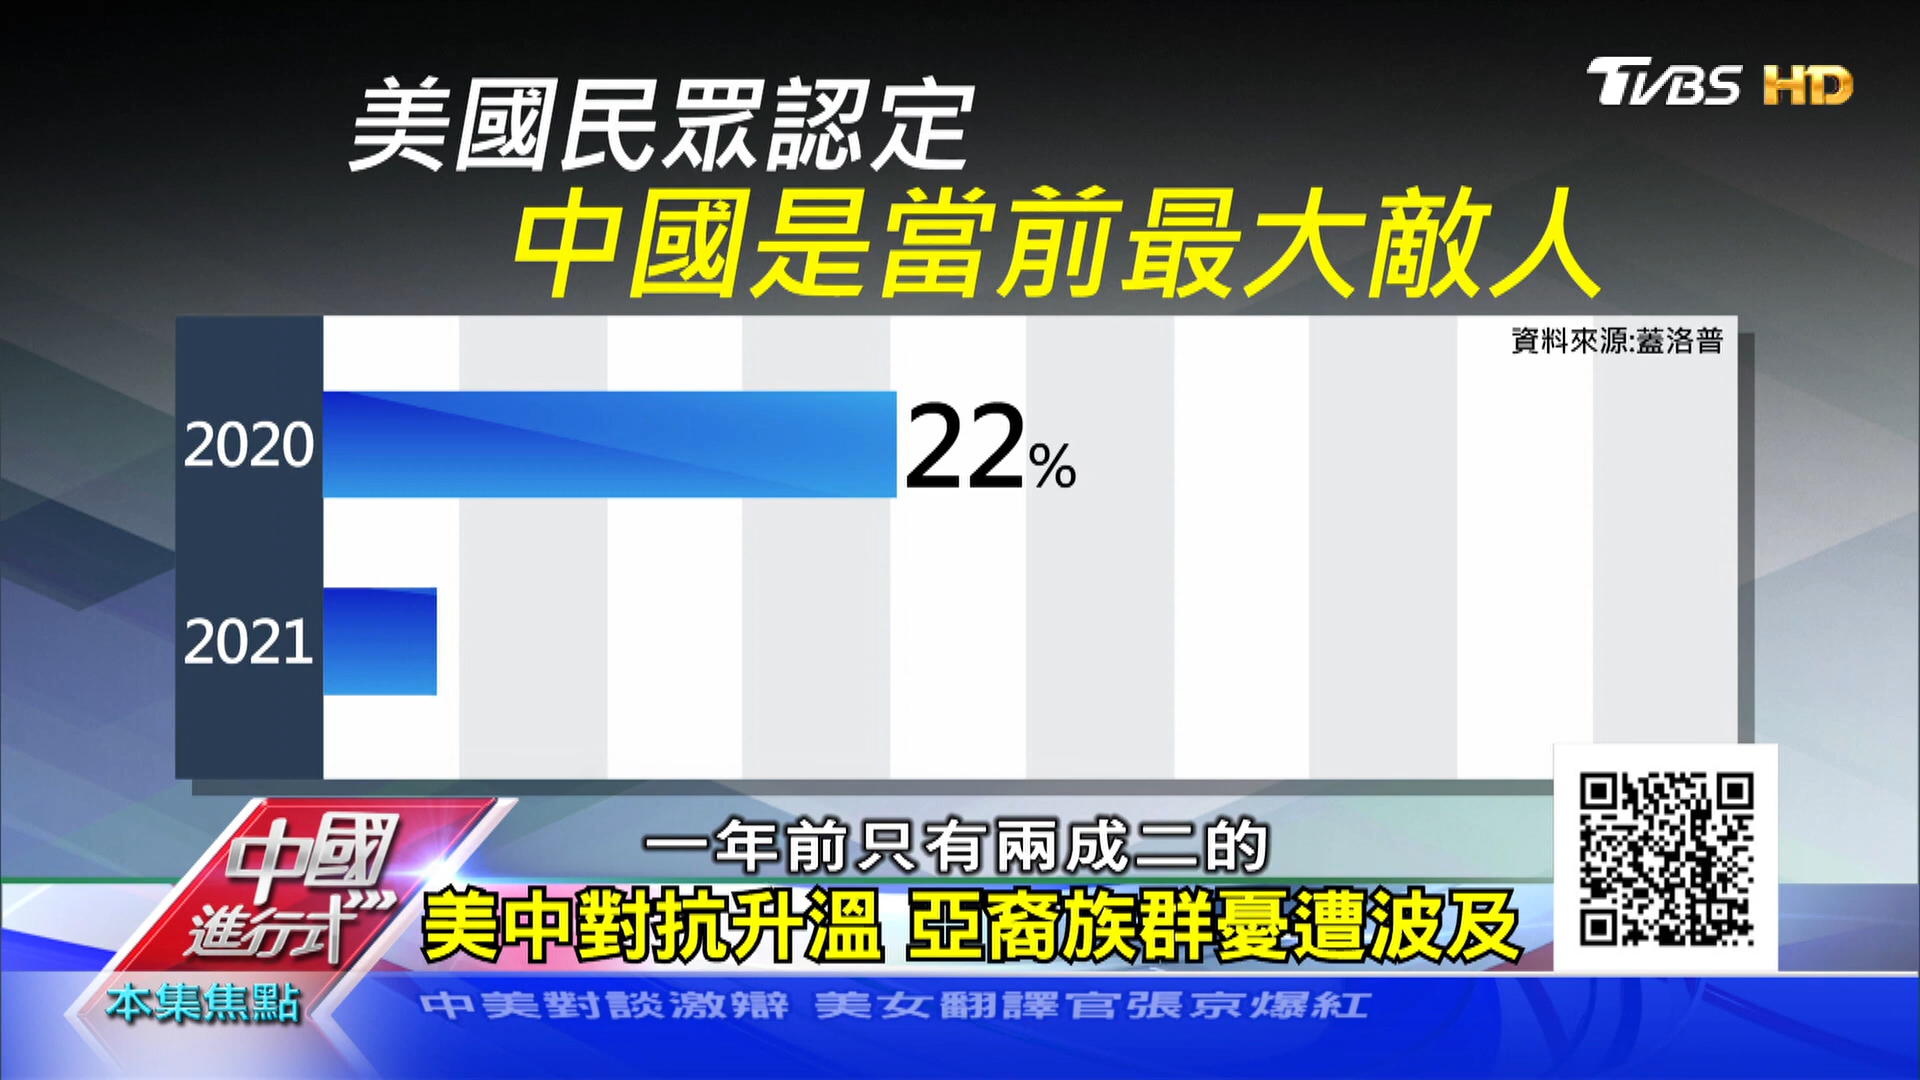 TVBS HD
美國民眾認定
中國是當前最大敵人
資料來源:蓋洛普
2020
22%
2021
一年前只有兩成二的
中國進行式
美中對抗升溫 亞裔族群憂遭波及
本集焦點
中美對談激辯 美女翻譯官張京爆紅